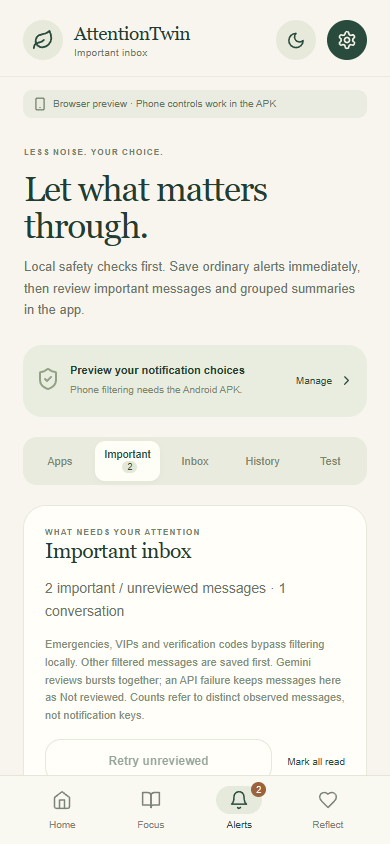 AttentionTwin
Important inbox
Browser preview · Phone controls work in the APK
LESS NOISE. YOUR CHOICE.
Let what matters
through.
Local safety checks first. Save ordinary alerts immediately,
then review important messages and grouped summaries
in the app.
Preview your notification choices
Phone filtering needs the Android APK.
Manage
Apps
Important
2
Inbox
History
Test
WHAT NEEDS YOUR ATTENTION
Important inbox
2 important / unreviewed messages · 1
conversation
Emergencies, VIPs and verification codes bypass filtering
locally. Other filtered messages are saved first. Gemini
reviews bursts together; an API failure keeps messages here
as Not reviewed. Counts refer to distinct observed messages,
not notification keys.
Retry unreviewed
Mark all read
2
Home
Focus
Alerts
Reflect